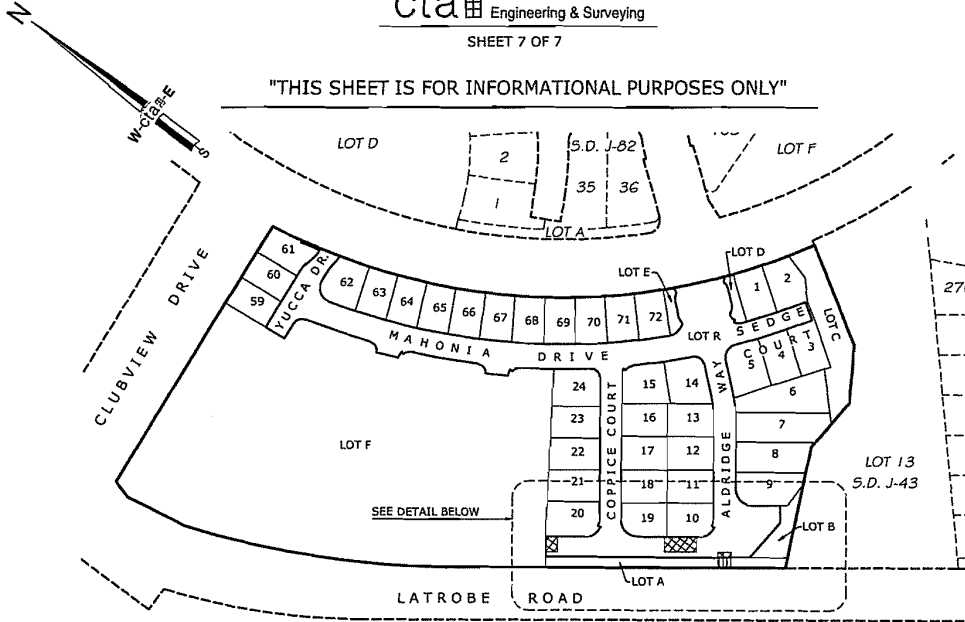 cta Engineering & Surveying
SHEET 7 OF 7
"THIS SHEET IS FOR INFORMATIONAL PURPOSES ONLY"
N
W-cta-E
S
LOT D
2
1
S.D. J-82
35
36
LOT F
LOT A
CLUBVIEW DRIVE
61
60
59
YUCCA DR.
62
63
64
65
66
67
68
69
70
71
72
LOT E
LOT D
1
2
LOT C
LOT R
SEDGE COURT
MAHONIA DRIVE
5
4
3
6
7
8
9
24
23
22
21
20
COPPICE COURT
15
14
16
13
17
12
18
11
19
10
ALDRIDGE WAY
LOT F
LOT 13
S.D. J-43
SEE DETAIL BELOW
LOT B
LOT A
LATROBE ROAD